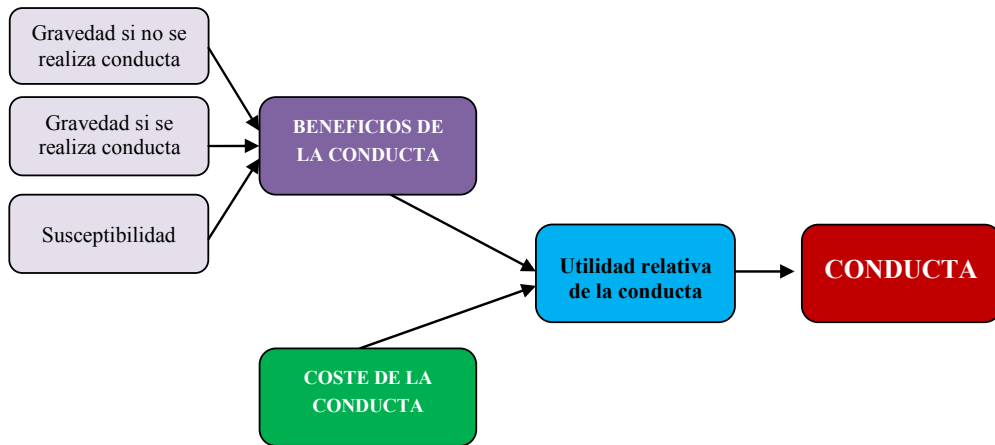 Gravedad si no se
realiza conducta
Gravedad si se
realiza conducta
Susceptibilidad
BENEFICIOS DE
LA CONDUCTA
Utilidad relativa
de la conducta
CONDUCTA
COSTE DE LA
CONDUCTA